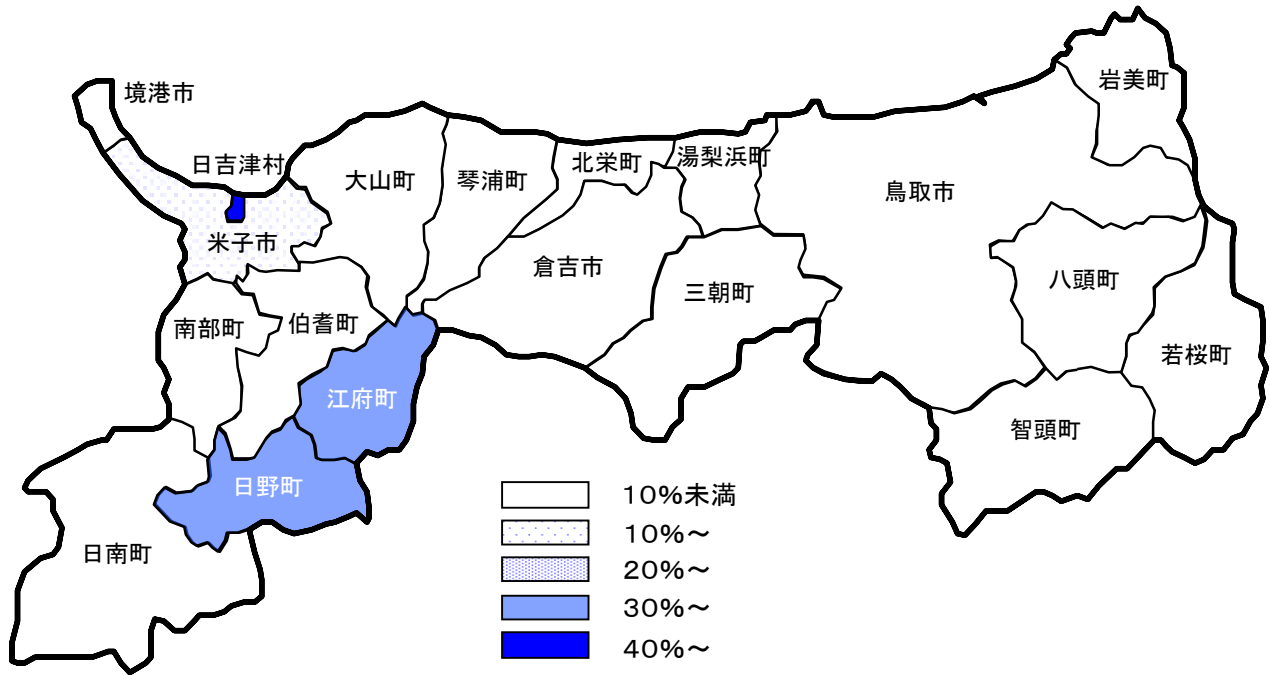 境港市
岩美町
日吉津村
大山町
琴浦町
北栄町
湯梨浜町
鳥取市
米子市
倉吉市
三朝町
八頭町
南部町
伯耆町
若桜町
江府町
智頭町
日野町
日南町
10%未満
10%～
20%～
30%～
40%～